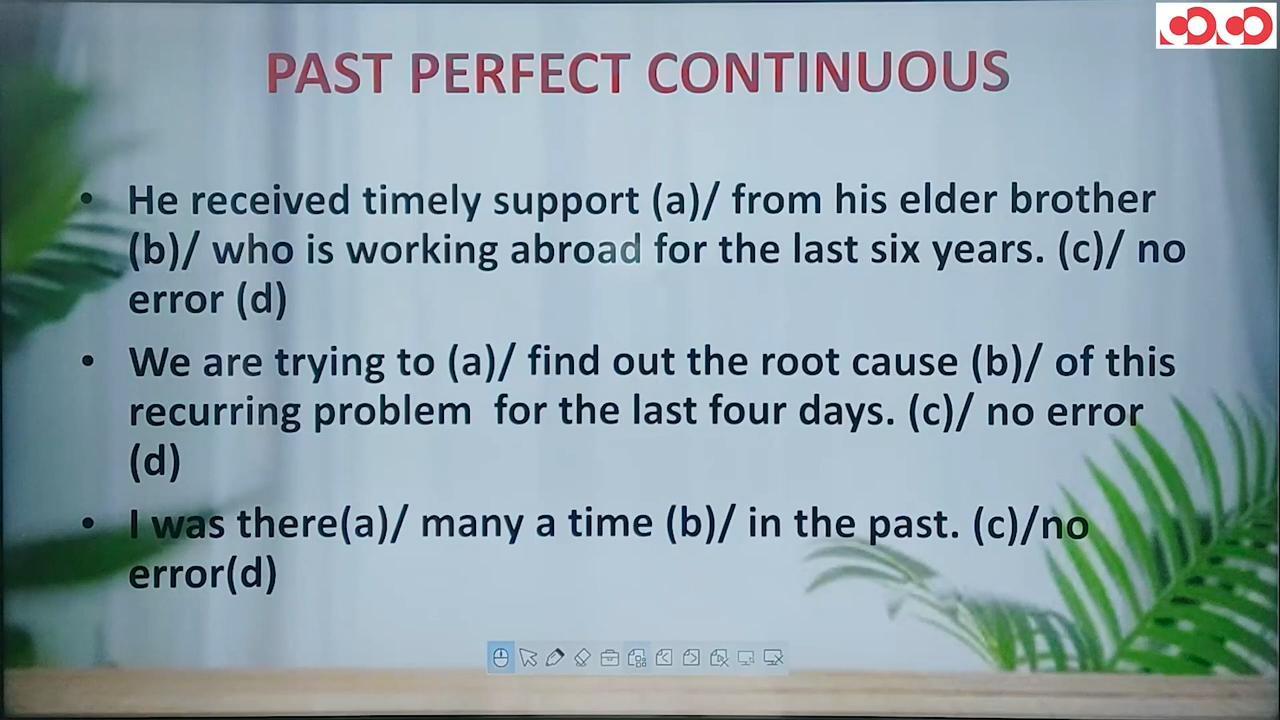 PAST PERFECT CONTINUOUS
• He received timely support (a)/ from his elder brother
(b)/ who is working abroad for the last six years. (c)/ no
error (d)
• We are trying to (a)/ find out the root cause (b)/ of this
recurring problem  for the last four days. (c)/ no error
(d)
• I was there(a)/ many a time (b)/ in the past. (c)/no
error(d)